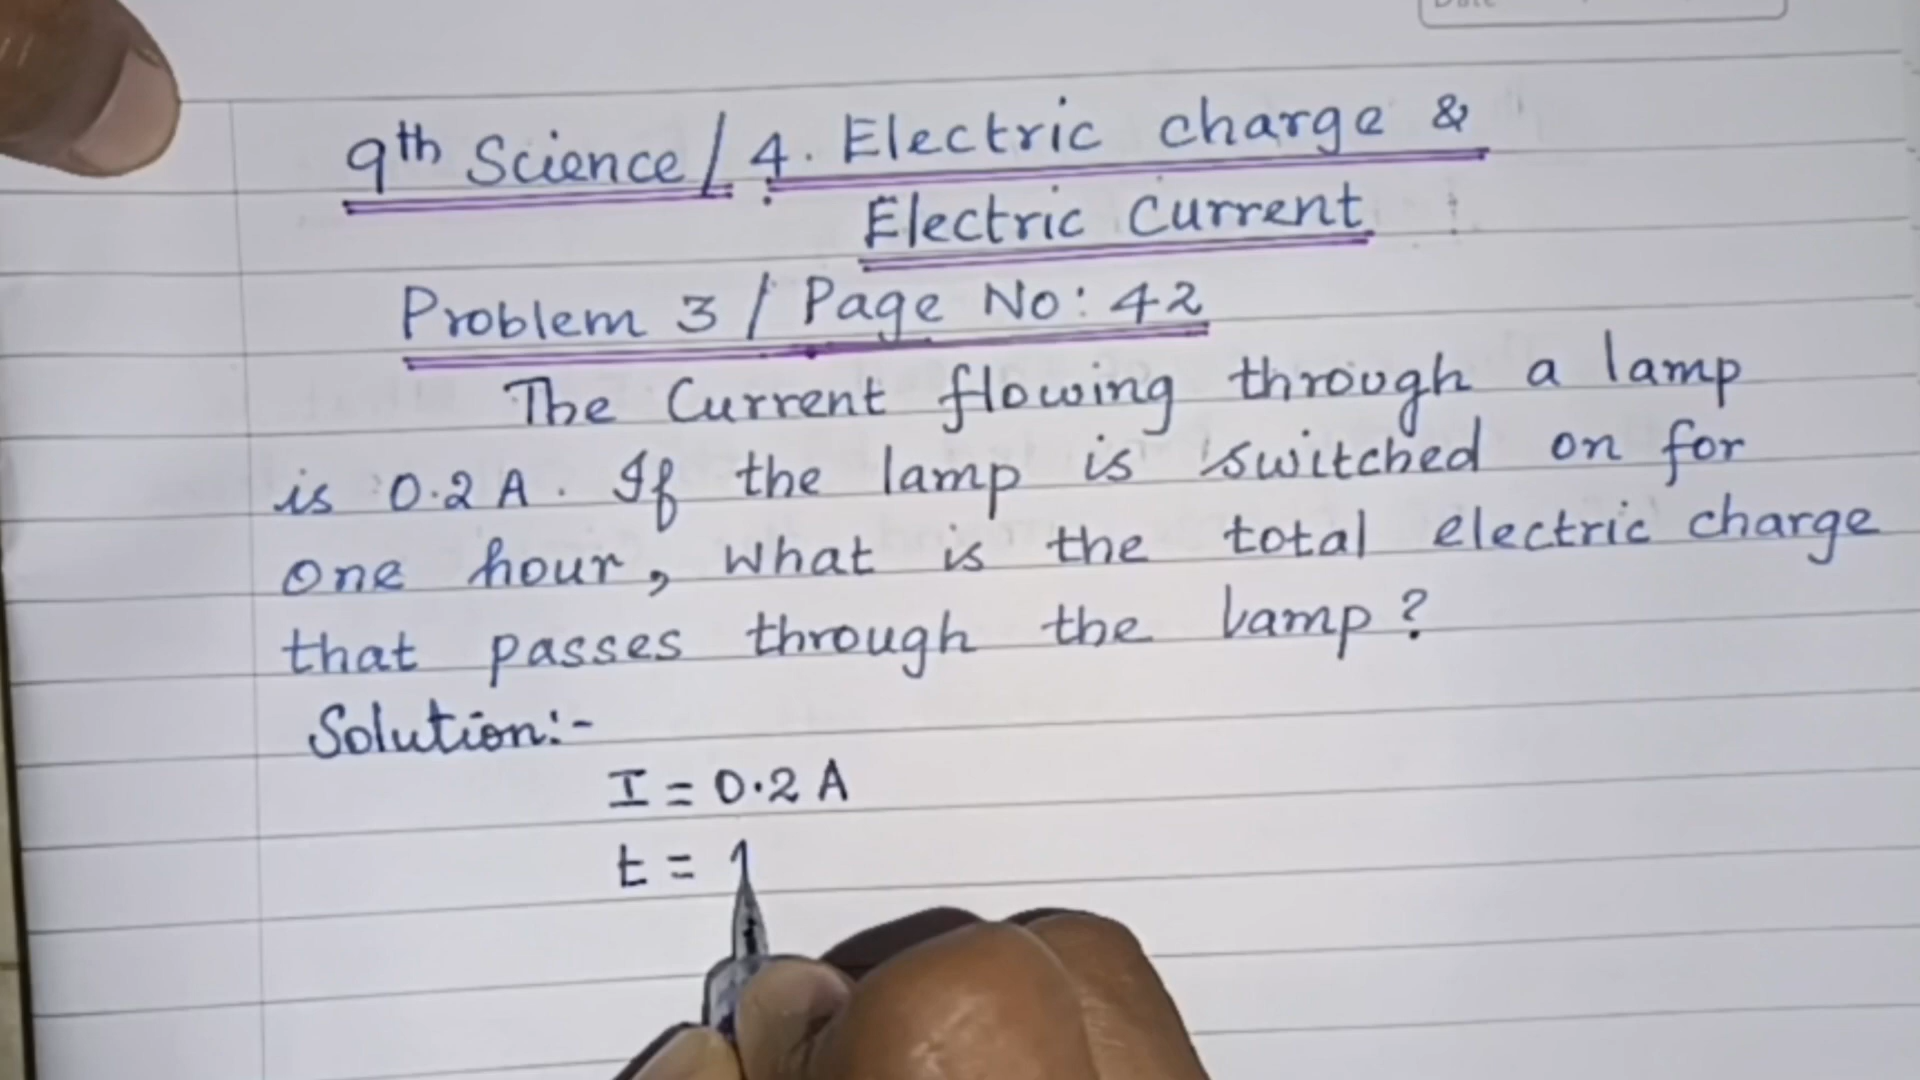 Date
9th Science / 4. Electric charge &
Electric Current
Problem 3 / Page No: 42
The Current flowing through a lamp
is 0.2 A. If the lamp is switched on for
one hour, what is the total electric charge
that passes through the lamp?
Solution:-
I = 0.2 A
t = 1